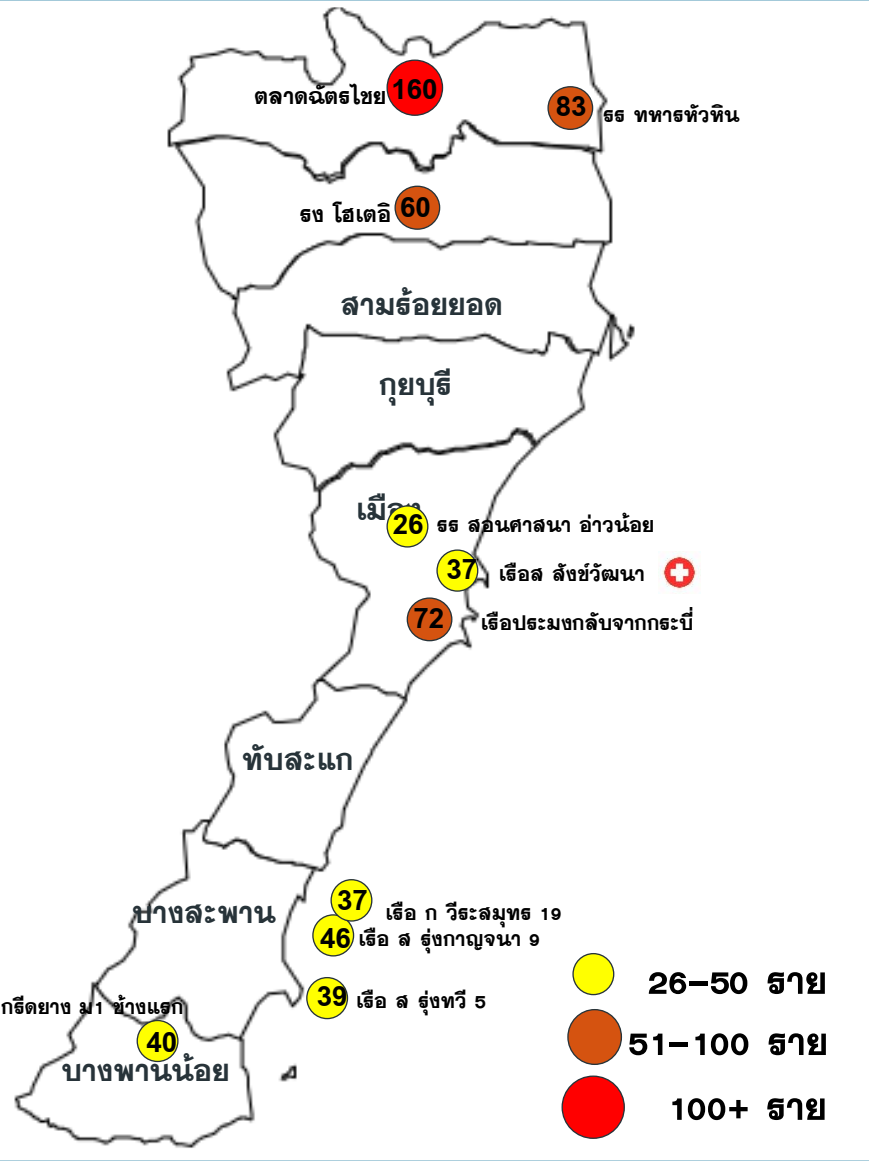 ตลาดฉัตรไชย 160
83 รร ทหารหัวหิน
รง โฮเตอิ 60
สามร้อยยอด
กุยบุรี
เมือง
26 รร สอนศาสนา อ่าวน้อย
37 เรือส สังข์วัฒนา
72 เรือประมงกลับจากกระบี่
ทับสะแก
37 เรือ ก วีระสมุทร 19
บางสะพาน
46 เรือ ส รุ่งกาญจนา 9
39 เรือ ส รุ่งทวี 5
กรีดยาง ม1 ช้างแรก
40
บางพานน้อย
26-50 ราย
51-100 ราย
100+ ราย